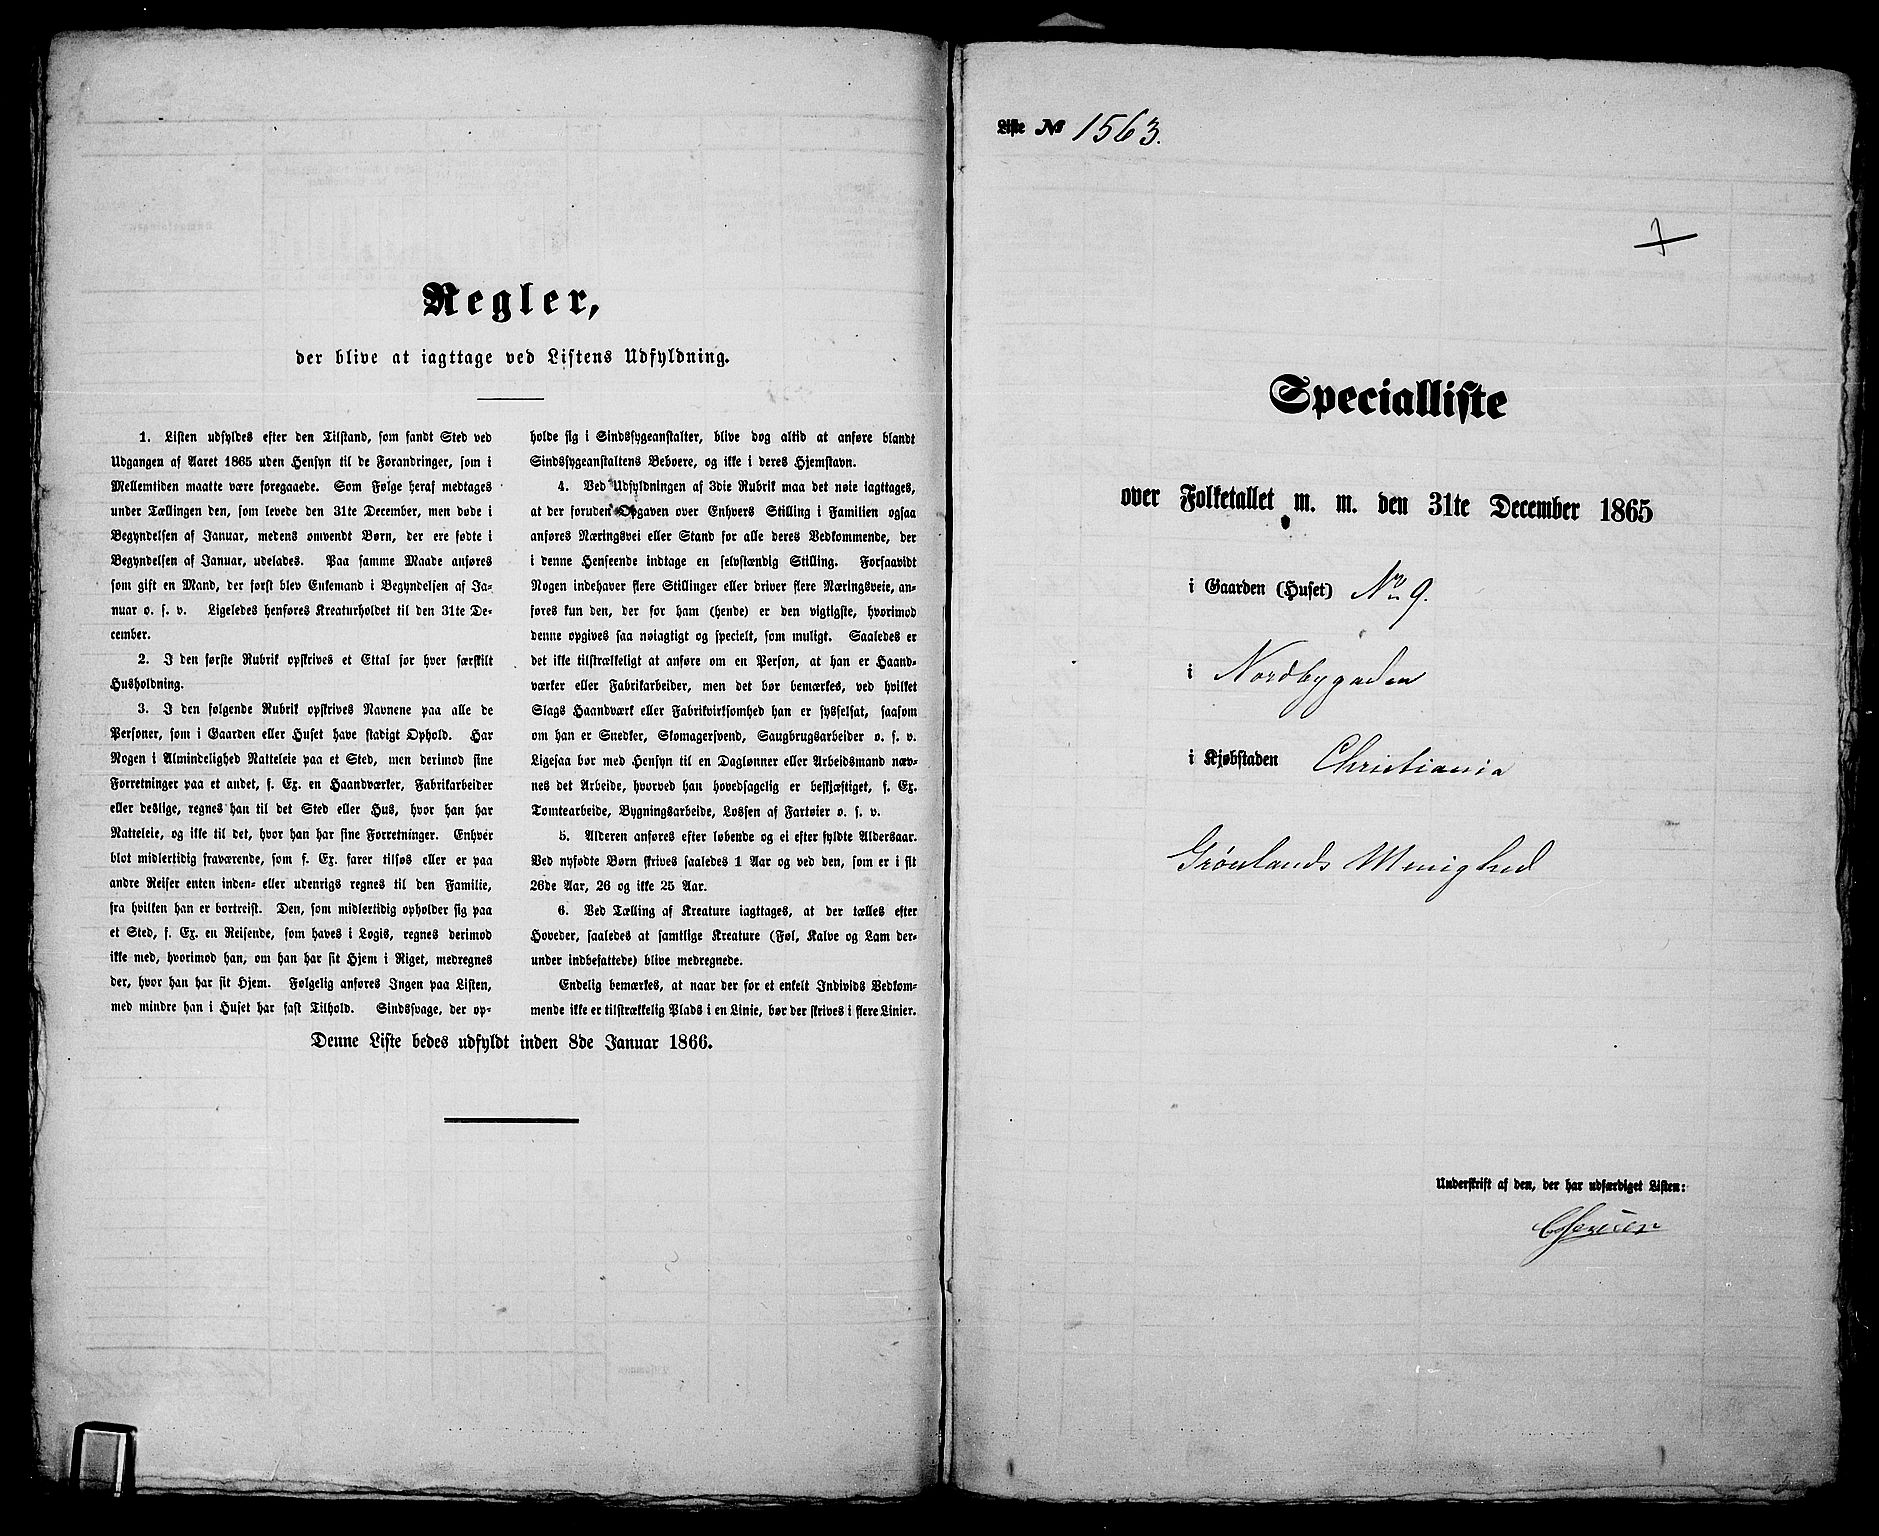 Regler,
der blive at iagttage ved Listens Udfyldning.
1. Listen udfyldes efter den Tilstand, som fandt Sted ved
Udgangen af Aaret 1865 uden Hensyn til de Forandringer, som i
Mellemtiden maatte være foregaaede. Som Følge heraf medtages
under Tællingen den, som levede den 31te December, men døde i
Begyndelsen af Januar, medens omvendt Børn, der ere fødte i
Begyndelsen af Januar, udelades. Paa samme Maade anføres
som gift en Mand, der først blev Enkemand i Begyndelsen af Ja-
nuar o. s. v. Ligeledes henføres Kreaturholdet til den 31te De-
cember.
2. I den første Rubrik opskrives et Ettal for hver særskilt
Husholdning.
3. I den følgende Rubrik opskrives Navnene paa alle de
Personer, som i Gaarden eller Huset have stadigt Ophold. Har
Nogen i Almindelighed Natteleie paa et Sted, men derimod sine
Forretninger paa et andet, f. Ex. en Haandværker, Fabrikarbeider
eller deslige, regnes han til det Sted eller Hus, hvor han har
Natteleie, og ikke til det, hvor han har sine Forretninger. Enhver
blot midlertidig fraværende, som f. Ex. farer tilsøs eller er paa
andre Reiser enten inden- eller udenrigs regnes til den Familie,
fra hvilken han er bortreist. Den, som midlertidig opholder sig paa
et Sted, f. Ex. en Reisende, som haves i Logis, regnes derimod
ikke med, hvorimod han, om han har sit Hjem i Riget, medregnes
der, hvor han har sit Hjem. Følgelig anføres Ingen paa Listen,
med mindre han i Huset har fast Tilhold. Sindssvage, der op-
holde sig i Sindssygeanstalter, blive dog altid at anføre blandt
Sindssygeanstaltens Beboere, og ikke i deres Hjemstavn.
4. Ved Udfyldningen af 3die Rubrik maa det nøie iagttages,
at der foruden Opgaven over Enhvers Stilling i Familien ogsaa
anføres Næringsvei eller Stand for alle deres Vedkommende, der
i denne Henseende indtage en selvstændig Stilling. Forsaavidt
Nogen indehaver flere Stillinger eller driver flere Næringsveie, an-
føres kun den, der for ham (hende) er den vigtigste, hvorimod
denne opgives saa nøiagtigt og specielt, som muligt. Saaledes er
det ikke tilstrækkeligt at anføre om en Person, at han er Haand-
værker eller Fabrikarbeider, men det bør bemærkes, ved hvilket
Slags Haandværk eller Fabrikvirksomhed han er sysselsat, saasom
om han er Snedker, Skomagersvend, Saugbrugsarbeider o. s. v.
Ligesaa bør med Hensyn til en Daglønner eller Arbeidsmand næv-
nes det Arbeide, hvorved han hovedsagelig er beskjæftiget, f. Ex.
Tomtearbeide, Bygningsarbeide, Lossen af Fartøier o. s. v.
5. Alderen anføres efter løbende og ei efter fyldte Aldersaar.
Ved nyfødte Børn skrives saaledes 1 Aar og ved den, som er i sit
26de Aar, 26 og ikke 25 Aar.
6. Ved Tælling af Kreature iagttages, at der tælles efter
Hoveder, saaledes at samtlige Kreature (Føl, Kalve og Lam der-
under indbefattede) blive medregnede.
Endelig bemærkes, at naar der for et enkelt Individs Vedkom-
mende ikke er tilstrækkelig Plads i en Linie, bør der skrives i flere Linier.
Denne Liste bedes udfyldt inden 8de Januar 1866.
Liste No 1563.
Specialliste
over Folketallet m. m. den 31te December 1865
i Gaarden (Huset) No 9.
i Nordbygaden
i Kjøbstaden Christiania
Grönlands Menighed
Underskrift af den, der har udfærdiget Listen: